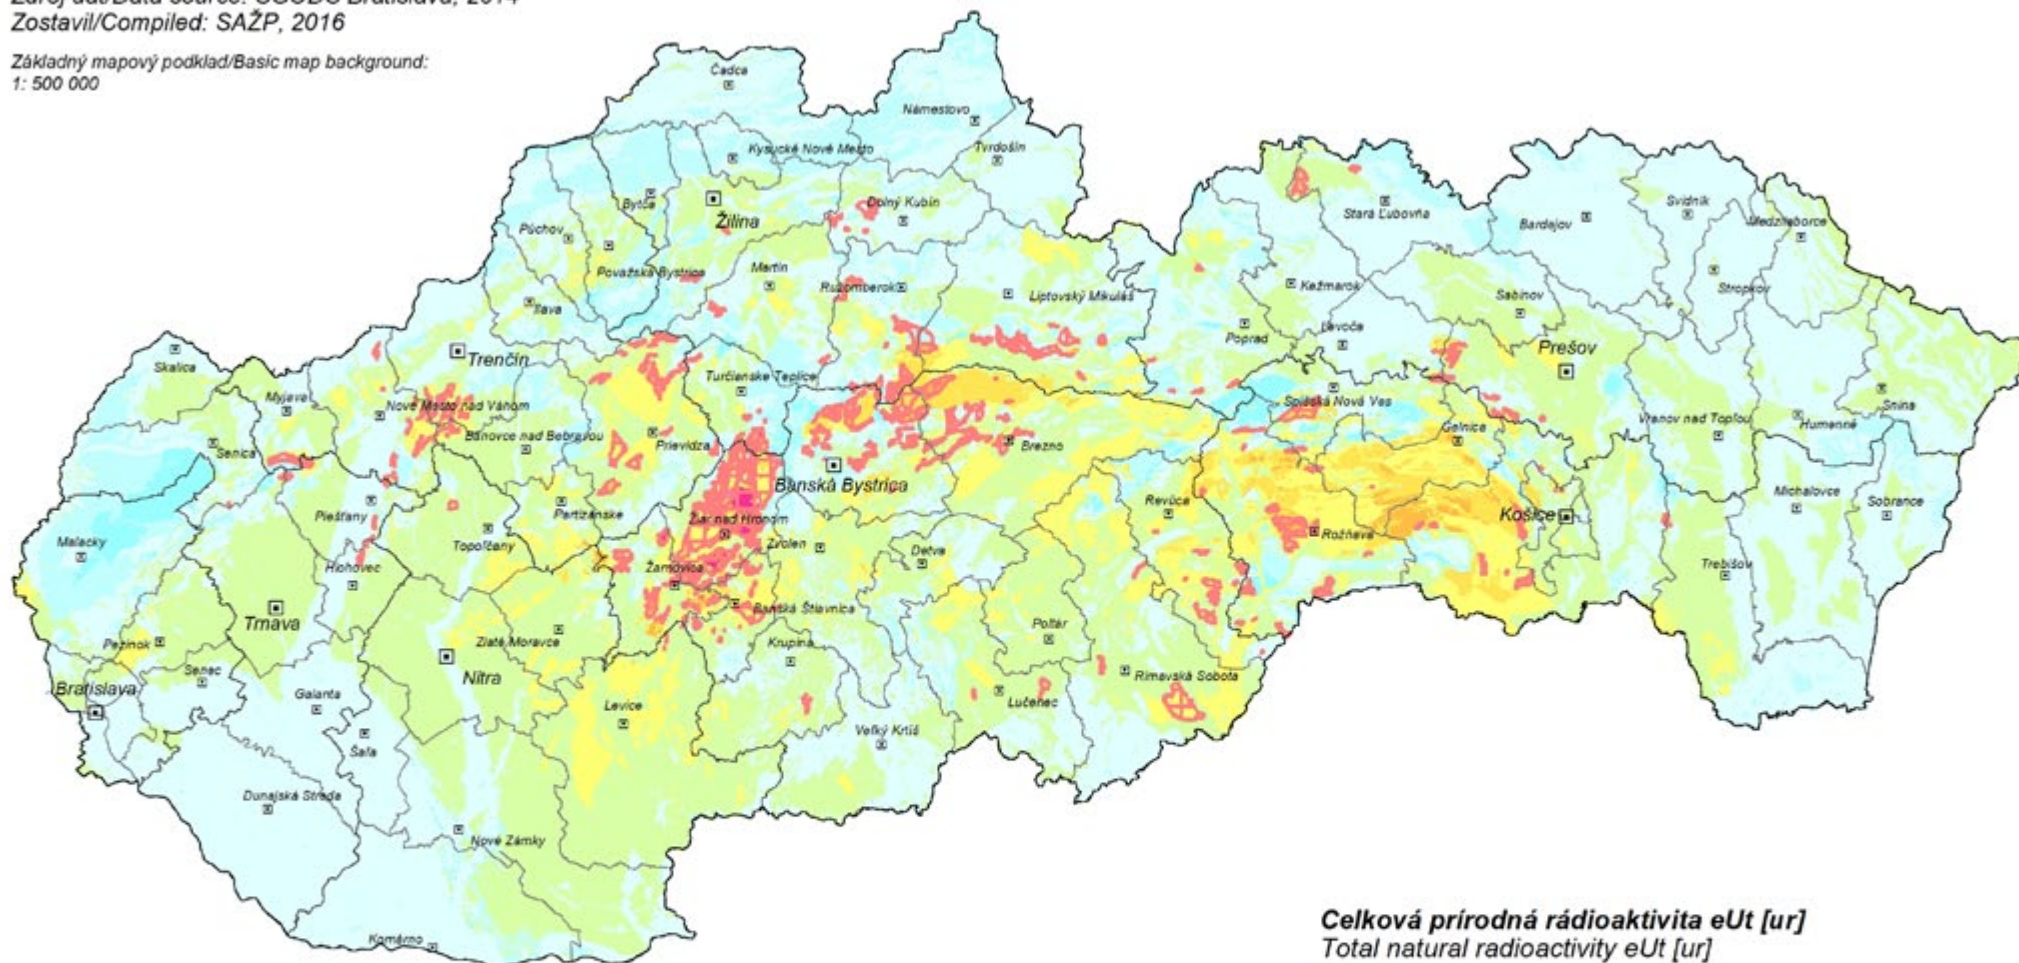 Zostavil/Compiled: SAŽP, 2016
Základný mapový podklad/Basic map background:
1: 500 000
Čadca
Námestovo
Kysucké Nové Mesto
Tvrdošín
Bytča
Žilina
Dolný Kubín
Stará Ľubovňa
Bardejov
Svidník
Medzilaborce
Púchov
Považská Bystrica
Martin
Ružomberok
Liptovský Mikuláš
Kežmarok
Sabinov
Stropkov
Ilava
Poprad
Levoča
Prešov
Trenčín
Skalica
Turčianske Teplice
Myjava
Nové Mesto nad Váhom
Spišská Nová Ves
Snina
Vranov nad Topľou
Humenné
Senica
Bánovce nad Bebravou
Prievidza
Brezno
Gelnica
Banská Bystrica
Michalovce
Sobrance
Piešťany
Partizánske
Revúca
Košice
Malacky
Topoľčany
Žiar nad Hronom
Zvolen
Detva
Rožňava
Hlohovec
Žarnovica
Trebišov
Trnava
Banská Štiavnica
Pezinok
Zlaté Moravce
Krupina
Poltár
Senec
Nitra
Rimavská Sobota
Bratislava
Galanta
Levice
Lučenec
Šaľa
Veľký Krtíš
Dunajská Streda
Nové Zámky
Komárno
Celková prírodná rádioaktivita eUt [ur]
Total natural radioactivity eUt [ur]